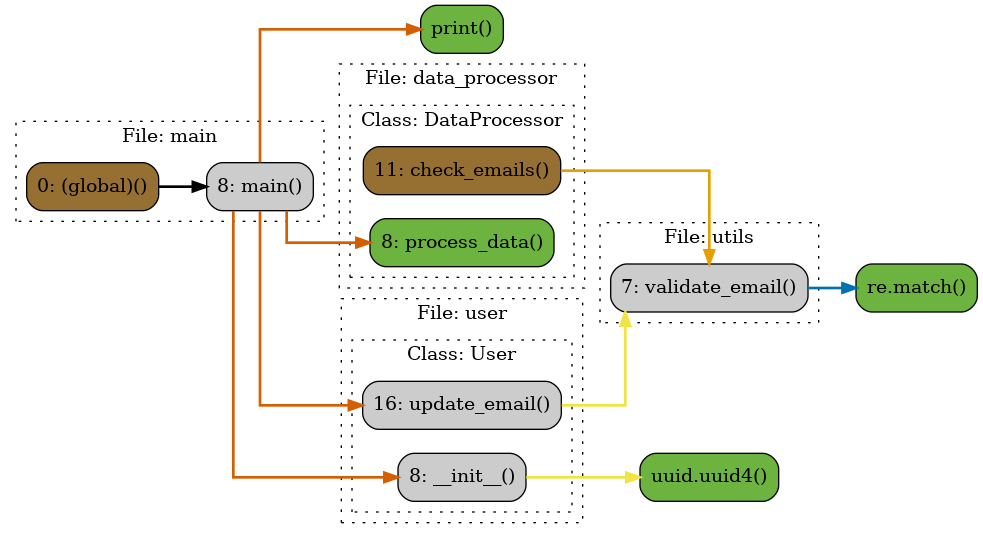 print()
File: data_processor
Class: DataProcessor
File: main
11: check_emails()
0: (global)()
8: main()
8: process_data()
File: utils
7: validate_email()
re.match()
File: user
Class: User
16: update_email()
8: __init__()
uuid.uuid4()